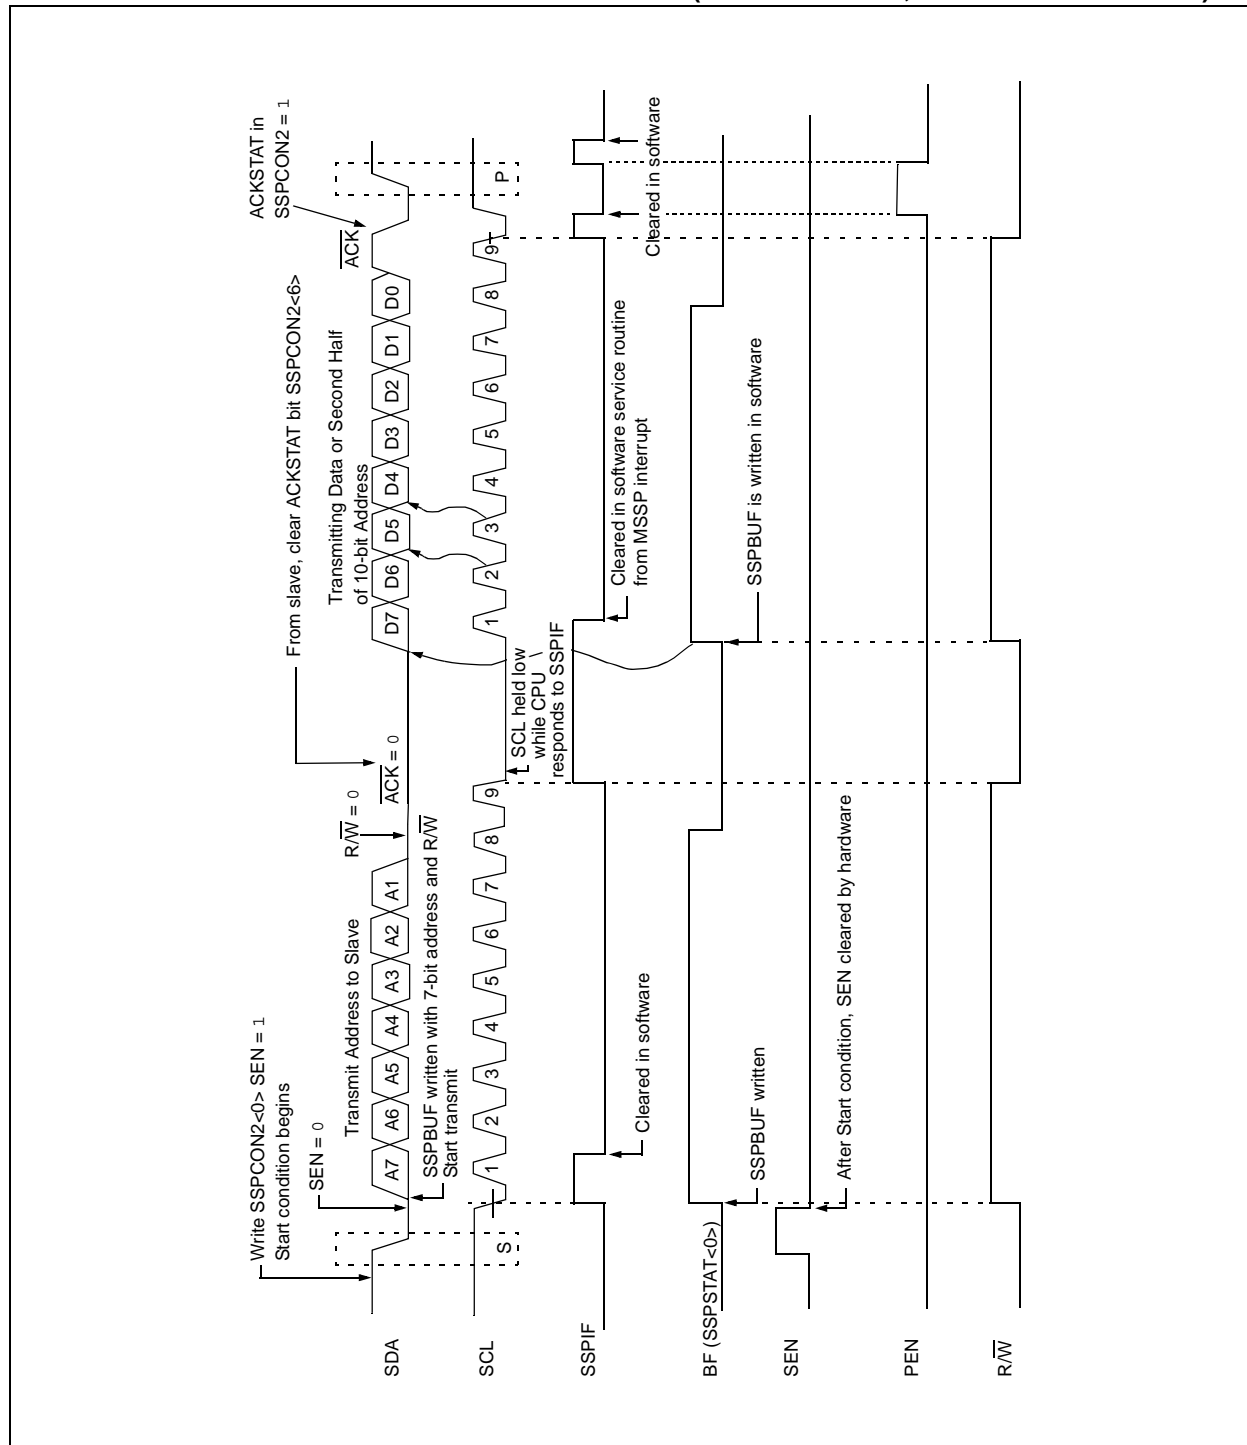 ACKSTAT in
SSPCON2 = 1
Write SSPCON2<0> SEN = 1
Start condition begins
From slave, clear ACKSTAT bit SSPCON2<6>
SEN = 0
R/W = 0
ACK
Transmit Address to Slave
ACK = 0
Transmitting Data or Second Half
of 10-bit Address
SDA
A7 A6 A5 A4 A3 A2 A1
D7 D6 D5 D4 D3 D2 D1 D0
SSPBUF written with 7-bit address and R/W
Start transmit
SCL
S
1 2 3 4 5 6 7 8 9
1 2 3 4 5 6 7 8 9
P
SCL held low
while CPU
responds to SSPIF
SSPIF
Cleared in software
Cleared in software service routine
from MSSP interrupt
Cleared in software
BF (SSPSTAT<0>)
SSPBUF written
SSPBUF is written in software
SEN
After Start condition, SEN cleared by hardware
PEN
R/W